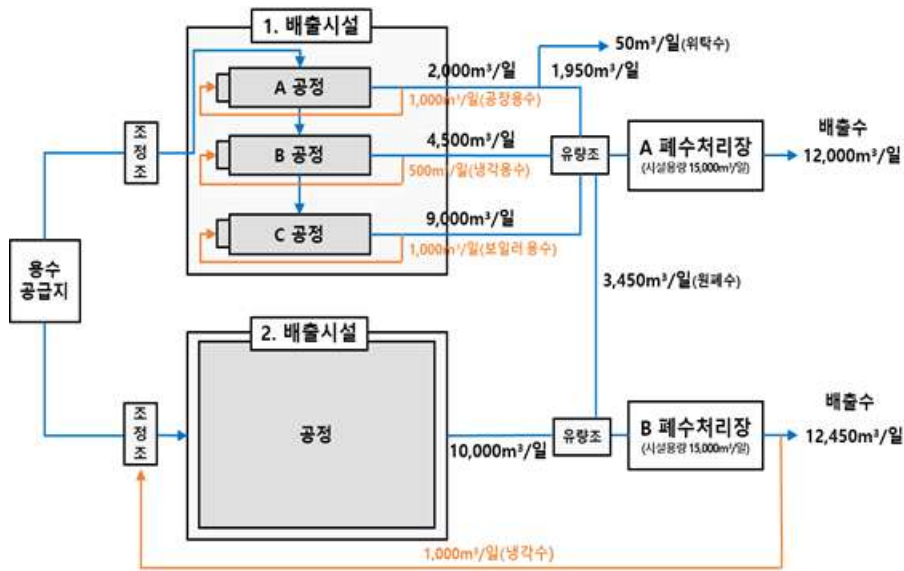 1. 배출시설
50m³/일(위탁수)
2,000m³/일
1,950m³/일
A 공정
1,000m³/일(공정용수)
조정조
4,500m³/일
B 공정
500m³/일(냉각용수)
유량조
A 폐수처리장
(시설용량 15,000m³/일)
배출수
12,000m³/일
9,000m³/일
C 공정
1,000m³/일(보일러 용수)
용수
공급지
3,450m³/일(원폐수)
2. 배출시설
조정조
공정
10,000m³/일
유량조
B 폐수처리장
(시설용량 15,000m³/일)
배출수
12,450m³/일
1,000m³/일(냉각수)